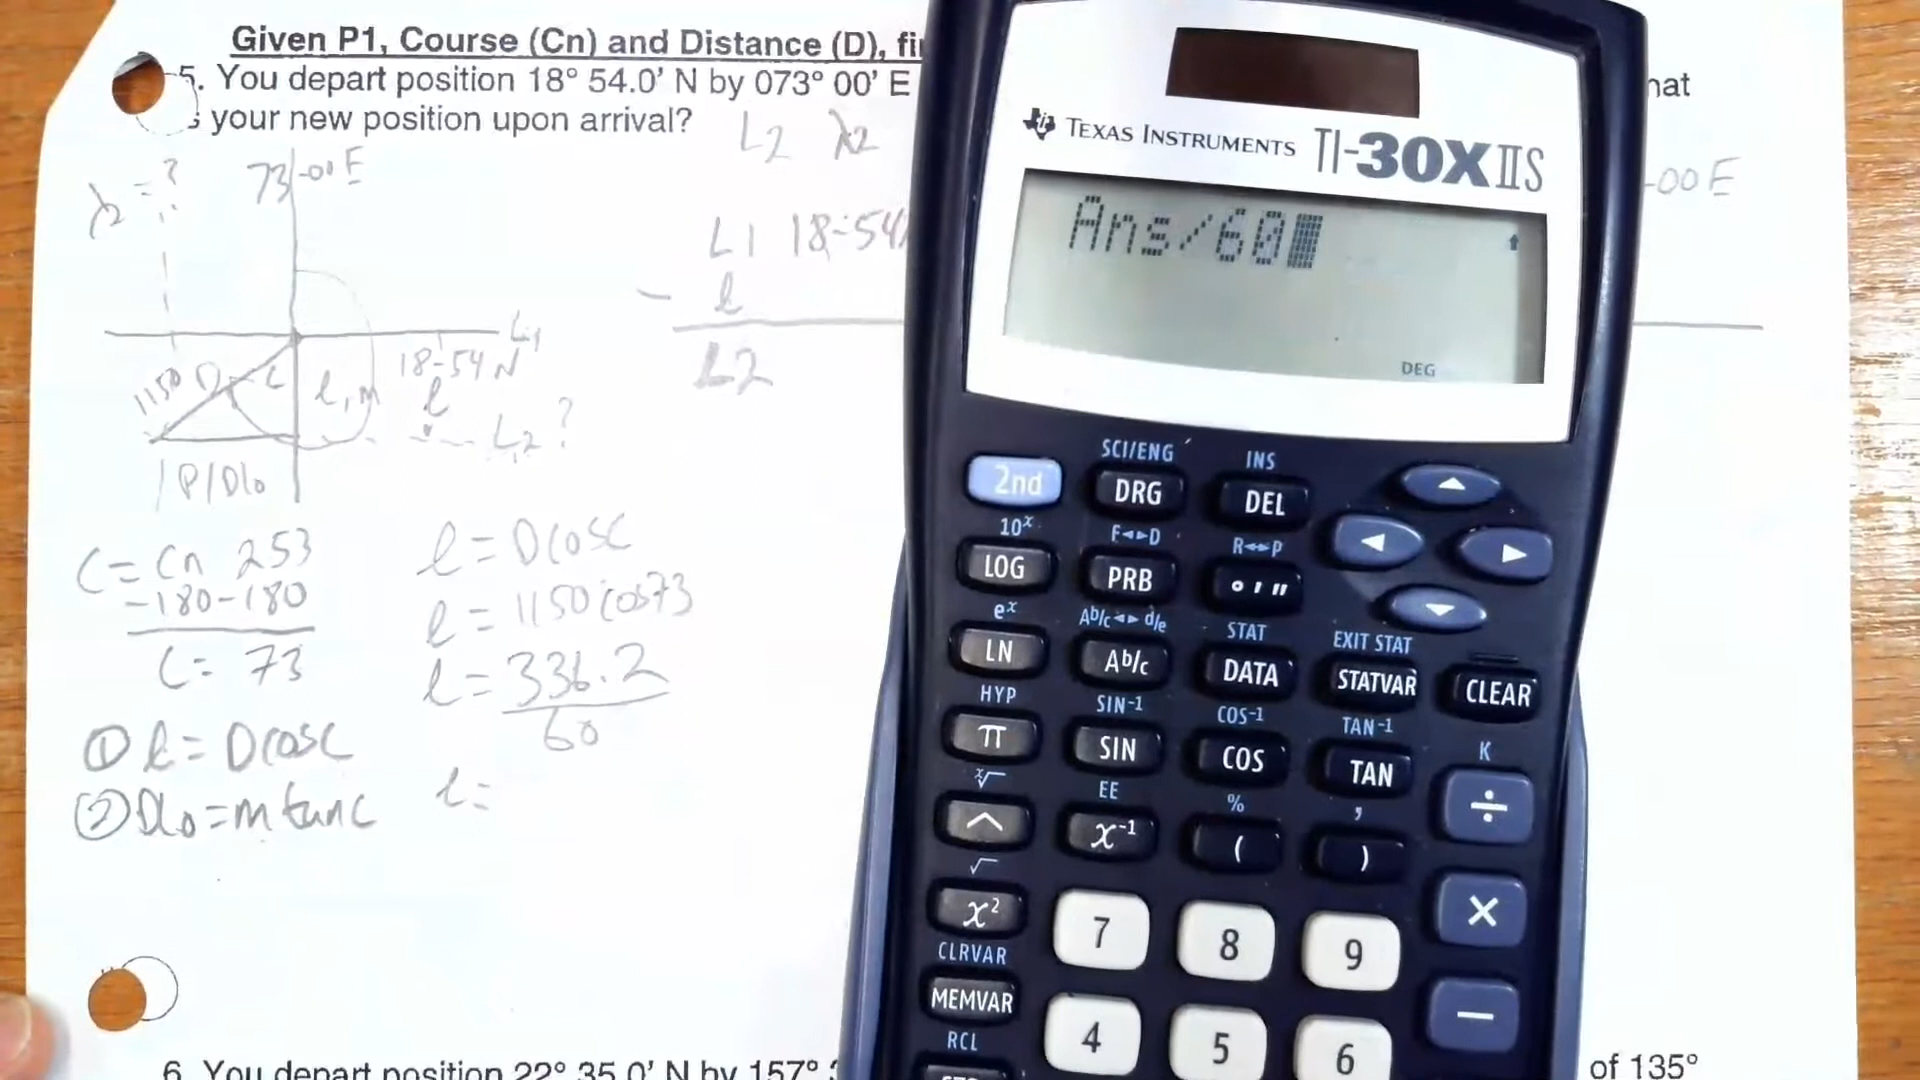 Given P1, Course (Cn) and Distance (D), fi
5. You depart position 18° 54.0' N by 073° 00' E
hat
s your new position upon arrival?
L2 λ2
λ2 = ?
73-00 E
-00 E
L1 18-54
- l
L2
L1
18-54 N
1150 D
C
l, m
l
L2 ?
P/Dlo
C = Cn 253
-180 -180
C = 73
① l = D cos C
② Dlo = m tan C
l = D cos C
l = 1150 cos 73
l = 336.2
60
l =
6. You depart position 22° 35.0' N by 157°
of 135°
TEXAS INSTRUMENTS TI-30X IIS
Ans/60
DEG
SCI/ENG INS
2nd DRG DEL
10ˣ F◄►D R◄►P
LOG PRB ° ' "
eˣ Ab/c◄►d/e STAT EXIT STAT
LN Ab/c DATA STATVAR CLEAR
HYP SIN-1 COS-1 TAN-1 K
π SIN COS TAN ÷
ˣ√ EE % ,
^ x⁻¹ ( )
√
x² 7 8 9 ×
CLRVAR
MEMVAR 4 5 6 −
RCL